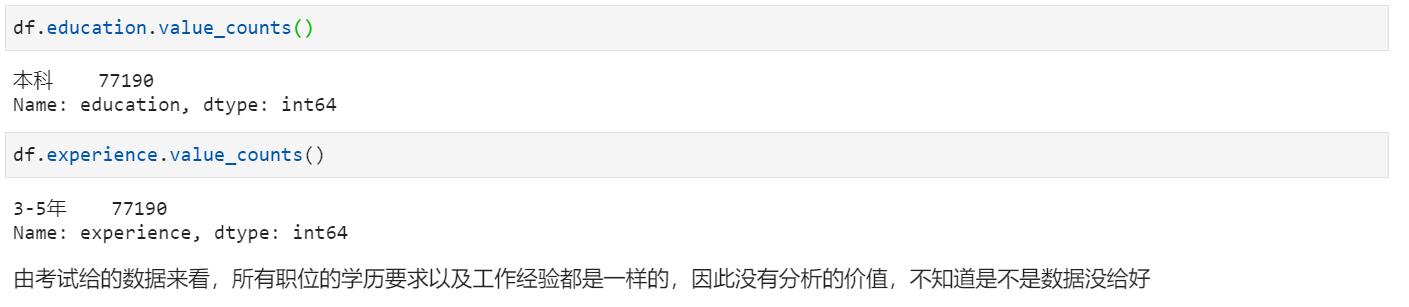 df.education.value_counts()
本科    77190
Name: education, dtype: int64
df.experience.value_counts()
3-5年    77190
Name: experience, dtype: int64
由考试给的数据来看，所有职位的学历要求以及工作经验都是一样的，因此没有分析的价值，不知道是不是数据没给好